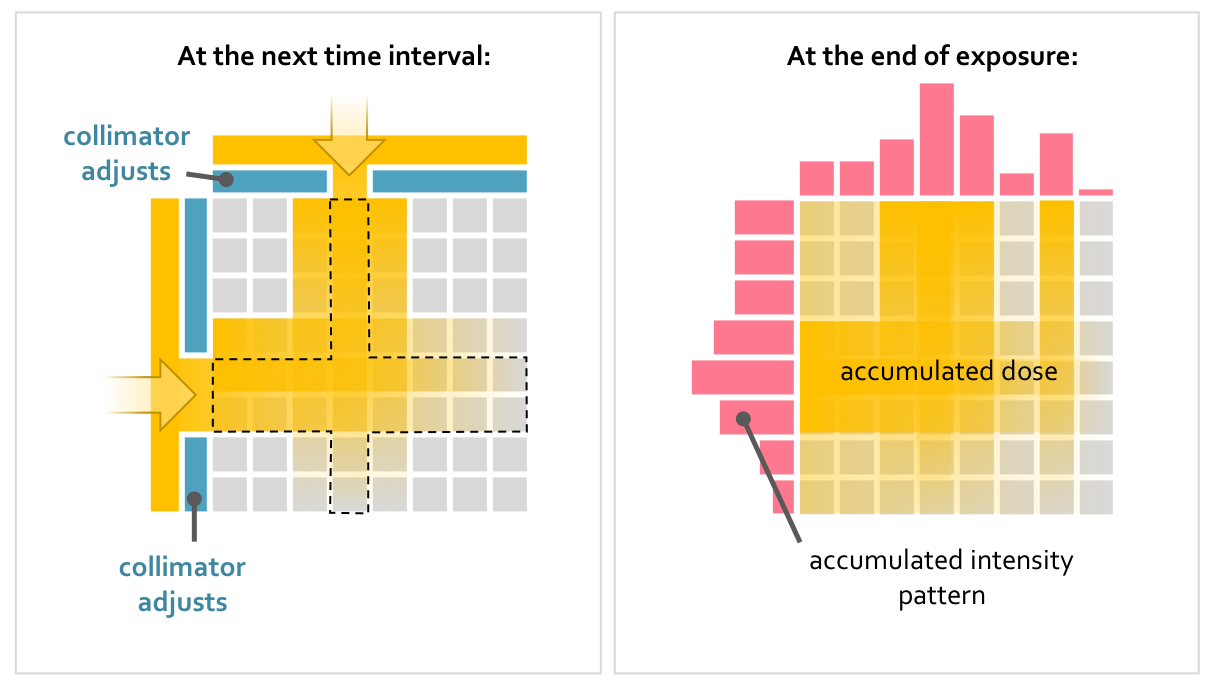 At the next time interval:
collimator
adjusts
collimator
adjusts
At the end of exposure:
accumulated dose
accumulated intensity
pattern